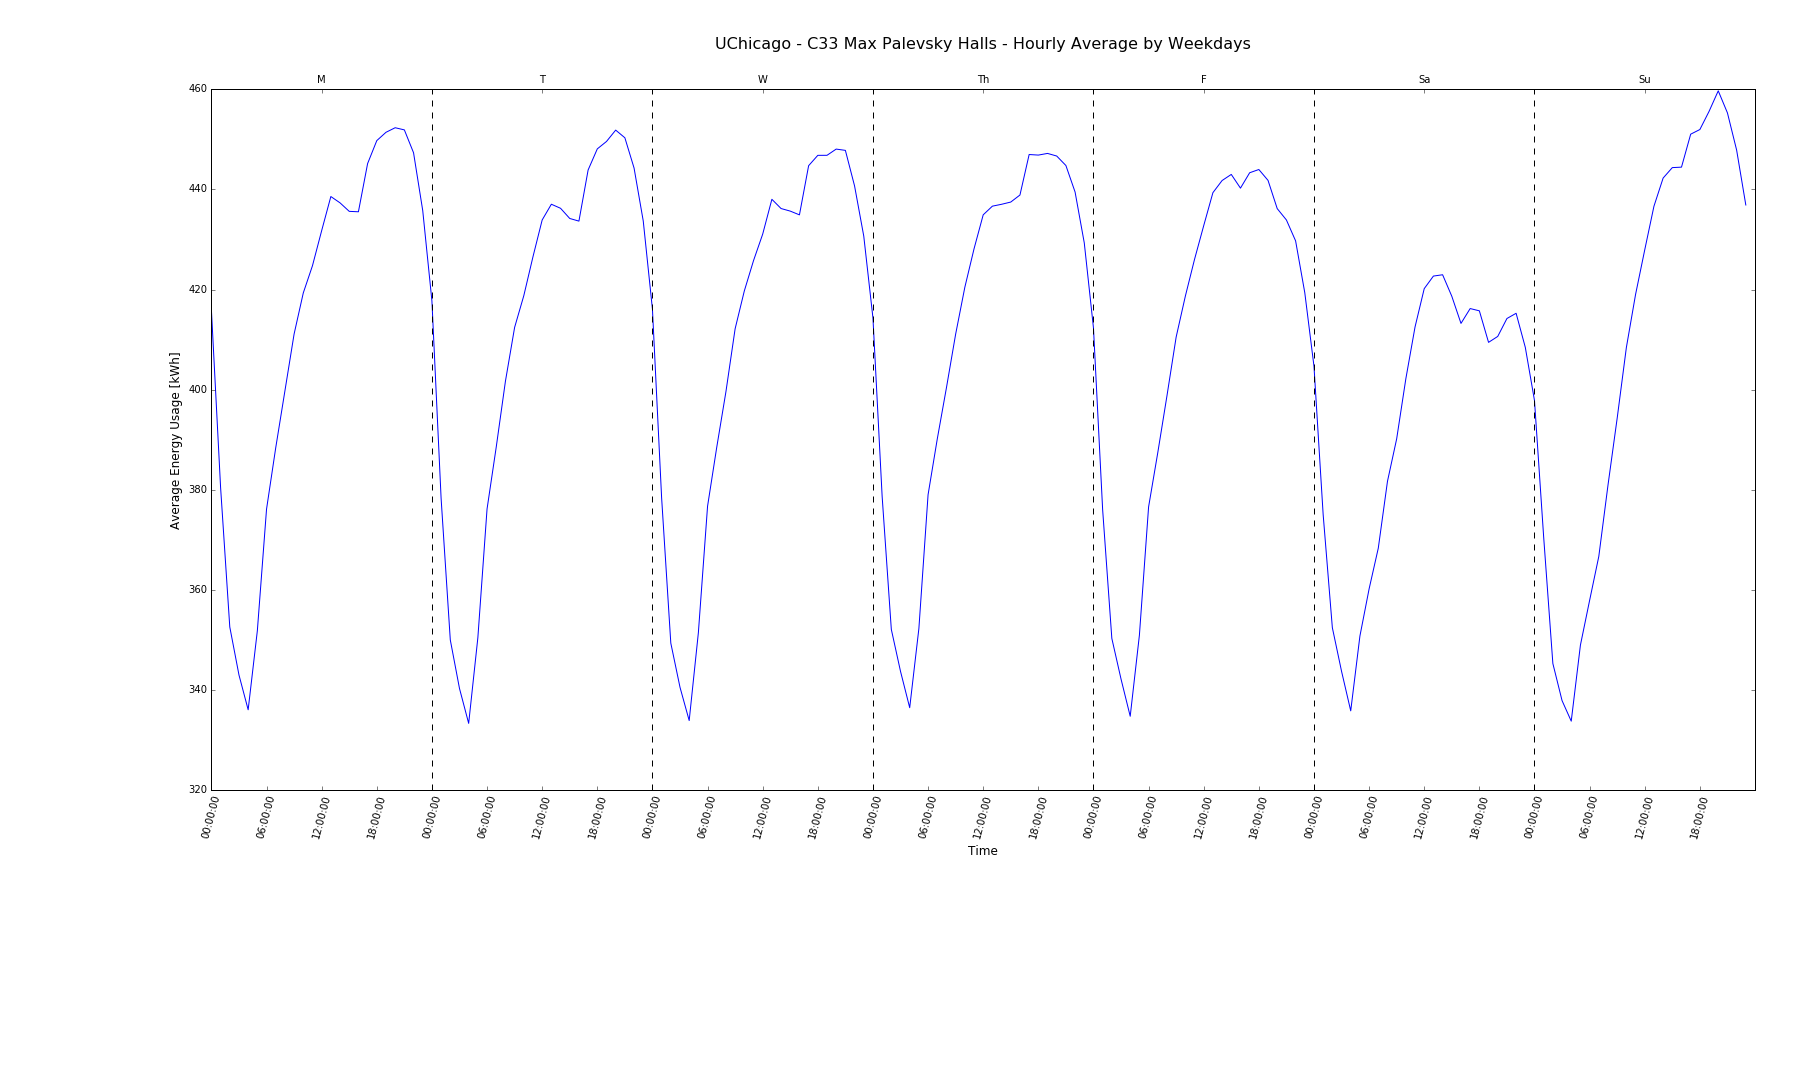 UChicago - C33 Max Palevsky Halls - Hourly Average by Weekdays
M T W Th F Sa Su
460
440
420
400
380
360
340
320
Average Energy Usage [kWh]
00:00:00 06:00:00 12:00:00 18:00:00 00:00:00 06:00:00 12:00:00 18:00:00 00:00:00 06:00:00 12:00:00 18:00:00 00:00:00 06:00:00 12:00:00 18:00:00 00:00:00 06:00:00 12:00:00 18:00:00 00:00:00 06:00:00 12:00:00 18:00:00 00:00:00 06:00:00 12:00:00 18:00:00
Time